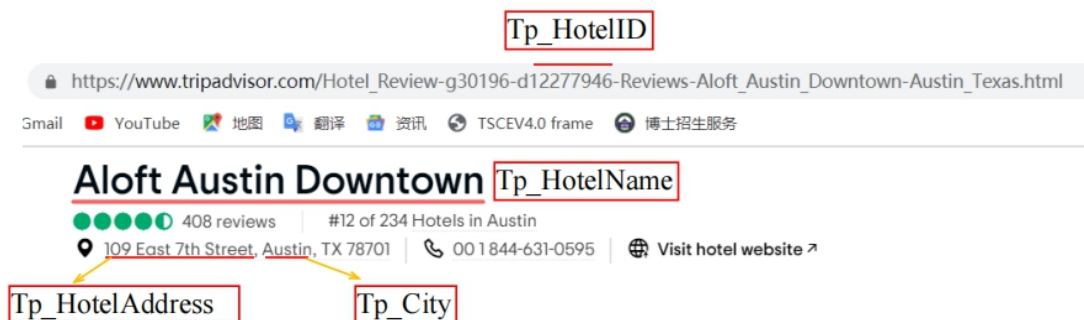 Tp_HotelID
https://www.tripadvisor.com/Hotel_Review-g30196-d12277946-Reviews-Aloft_Austin_Downtown-Austin_Texas.html
Gmail YouTube 地图 翻译 资讯 TSCEV4.0 frame 博士招生服务
Aloft Austin Downtown Tp_HotelName
408 reviews #12 of 234 Hotels in Austin
109 East 7th Street, Austin, TX 78701 00 1 844-631-0595 Visit hotel website
Tp_HotelAddress Tp_City